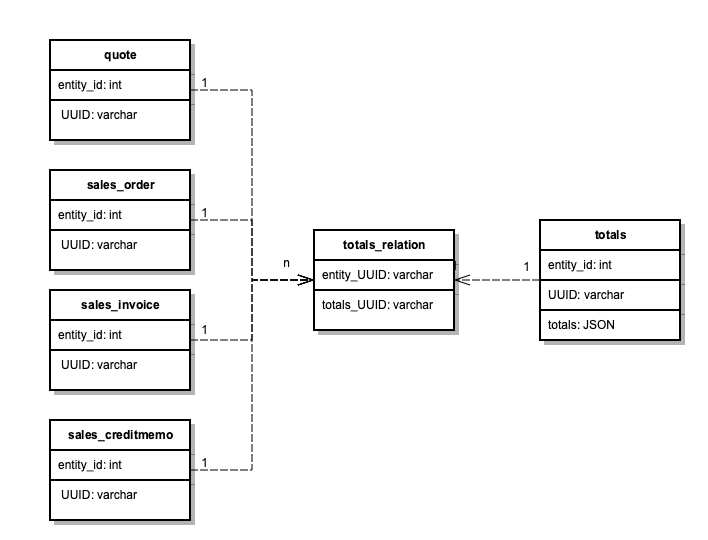 quote
entity_id: int
1
UUID: varchar
sales_order
entity_id: int
1
UUID: varchar
n
totals_relation
entity_UUID: varchar
totals_UUID: varchar
1
totals
entity_id: int
UUID: varchar
totals: JSON
sales_invoice
entity_id: int
1
UUID: varchar
sales_creditmemo
entity_id: int
1
UUID: varchar